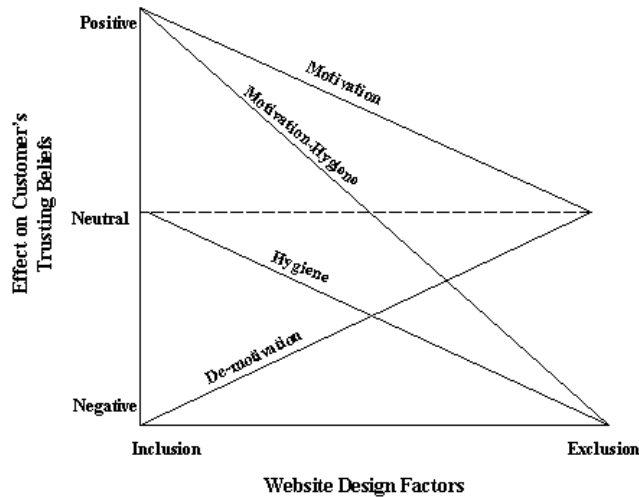 Positive
Motivation
Motivation-Hygiene
Effect on Customer's
Trusting Beliefs
Neutral
Hygiene
De-motivation
Negative
Inclusion
Exclusion
Website Design Factors